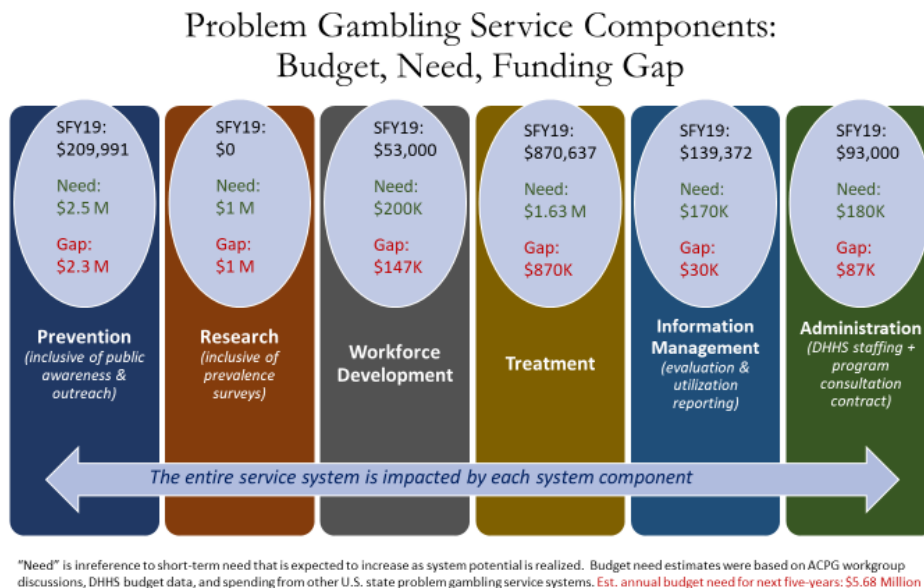 Problem Gambling Service Components:
Budget, Need, Funding Gap
SFY19:
$209,991
Need:
$2.5 M
Gap:
$2.3 M
Prevention
(inclusive of public
awareness &
outreach)
SFY19:
$0
Need:
$1 M
Gap:
$1 M
Research
(inclusive of
prevalence
surveys)
SFY19:
$53,000
Need:
$200K
Gap:
$147K
Workforce
Development
SFY19:
$870,637
Need:
$1.63 M
Gap:
$870K
Treatment
SFY19:
$139,372
Need:
$170K
Gap:
$30K
Information
Management
(evaluation &
utilization
reporting)
SFY19:
$93,000
Need:
$180K
Gap:
$87K
Administration
(DHHS staffing +
program
consultation
contract)
The entire service system is impacted by each system component
"Need" is inreference to short-term need that is expected to increase as system potential is realized. Budget need estimates were based on ACPG workgroup
discussions, DHHS budget data, and spending from other U.S. state problem gambling service systems. Est. annual budget need for next five-years: $5.68